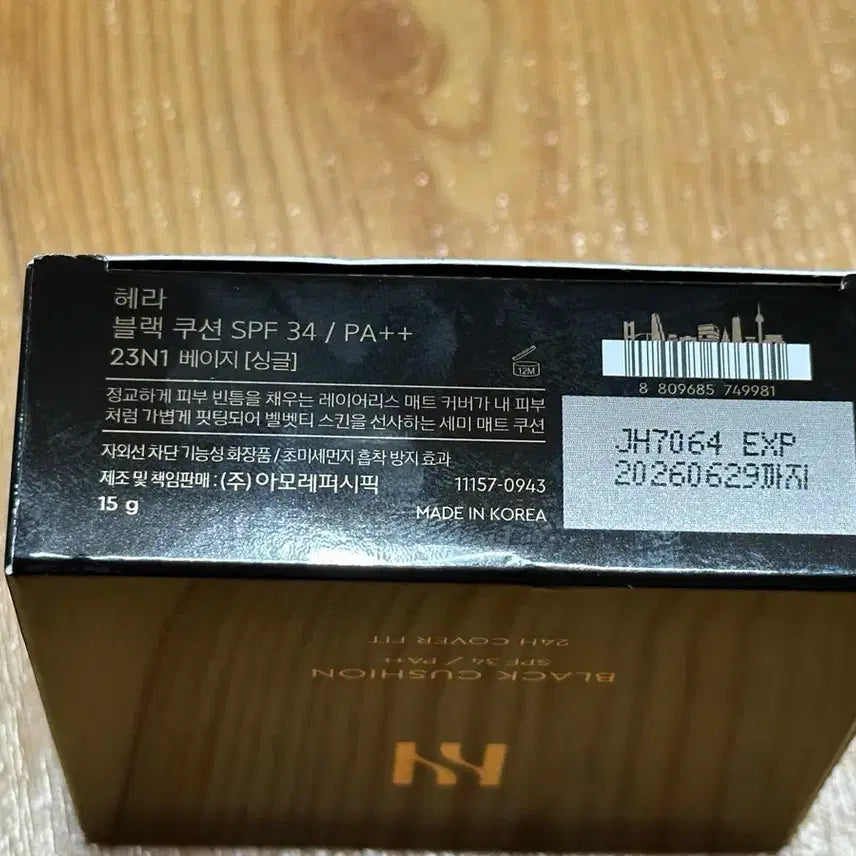 헤라
블랙 쿠션 SPF 34 / PA++
23N1 베이지 [싱글]
12M
정교하게 피부 빈틈을 채우는 레이어리스 매트 커버가 내 피부
처럼 가볍게 핏팅되어 벨벳티 스킨을 선사하는 세미 매트 쿠션
자외선 차단 기능성 화장품 / 초미세먼지 흡착 방지 효과
제조 및 책임판매 : (주)아모레퍼시픽
11157-0943
15 g
MADE IN KOREA
8 809685 749981
JH7064 EXP
20260629까지
24H COVER FIT
SPF 34 / PA++
BLACK CUSHION